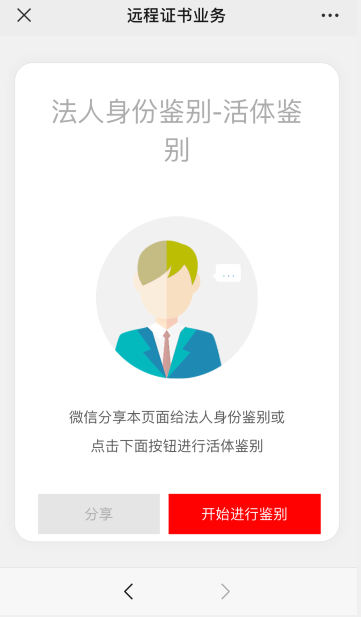 远程证书业务
法人身份鉴别-活体鉴
别
...
微信分享本页面给法人身份鉴别或
点击下面按钮进行活体鉴别
分享
开始进行鉴别